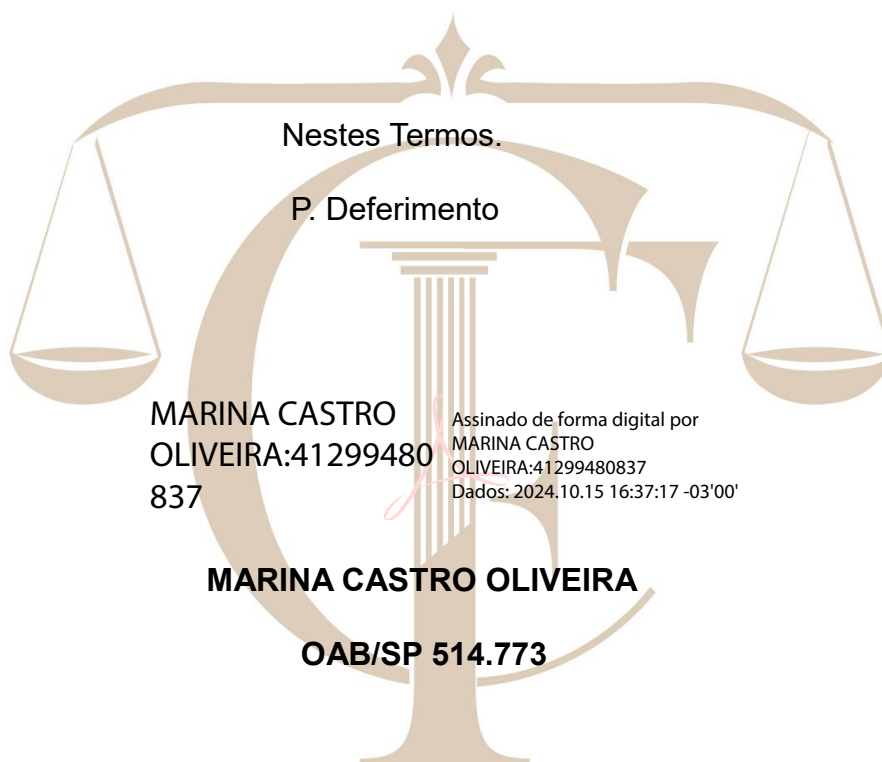 Nestes Termos.
P. Deferimento
MARINA CASTRO
OLIVEIRA:41299480
837
Assinado de forma digital por
MARINA CASTRO
OLIVEIRA:41299480837
Dados: 2024.10.15 16:37:17 -03'00'
MARINA CASTRO OLIVEIRA
OAB/SP 514.773